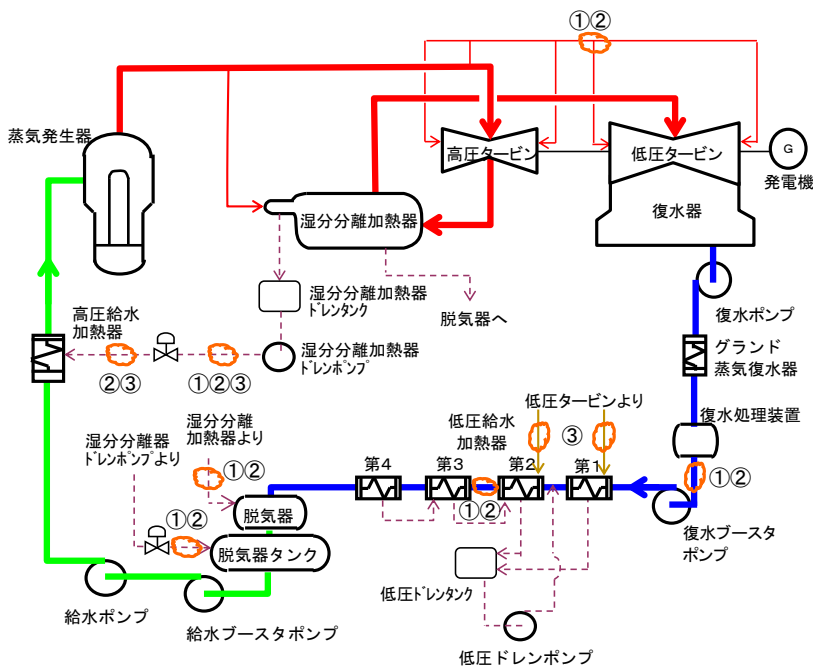 ①②
蒸気発生器
高圧タービン
低圧タービン
G
発電機
湿分分離加熱器
復水器
湿分分離加熱器
ドレンタンク
脱気器へ
復水ポンプ
高圧給水
加熱器
湿分分離加熱器
ドレンポンプ
グランド
蒸気復水器
②③
①②③
低圧タービンより
湿分分離
加熱器より
低圧給水
加熱器
③
復水処理装置
湿分分離器
ドレンポンプより
①②
第4
第3
第2
第1
①②
①②
①②
脱気器
復水ブースタ
ポンプ
脱気器タンク
低圧ドレンタンク
給水ポンプ
給水ブースタポンプ
低圧ドレンポンプ